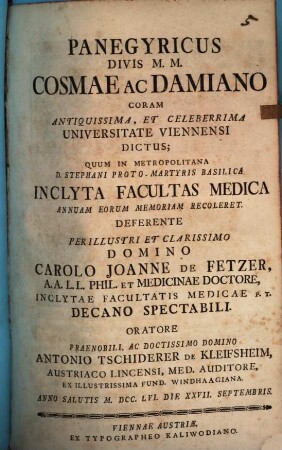 5
PANEGYRICUS
DIVIS M. M.
COSMAE AC DAMIANO
CORAM
ANTIQUISSIMA, ET CELEBERRIMA
UNIVERSITATE VIENNENSI
DICTUS;
QUUM IN METROPOLITANA
D. STEPHANI PROTO-MARTYRIS BASILICA
INCLYTA FACULTAS MEDICA
ANNUAM EORUM MEMORIAM RECOLERET.
DEFERENTE
PERILLUSTRI ET CLARISSIMO
DOMINO
CAROLO JOANNE DE FETZER,
A.A. L.L. PHIL. ET MEDICINAE DOCTORE,
INCLYTAE FACULTATIS MEDICAE P. T.
DECANO SPECTABILI.
ORATORE
PRAENOBILI, AC DOCTISSIMO DOMINO
ANTONIO TSCHIDERER DE KLEIFSHEIM,
AUSTRIACO LINCENSI, MED. AUDITORE,
EX ILLUSTRISSIMA FUND. WINDHAAGIANA.
ANNO SALUTIS M. DCC. LVI. DIE XXVII. SEPTEMBRIS.
VIENNAE AUSTRIÆ,
EX TYPOGRAPHEO KALIWODIANO.